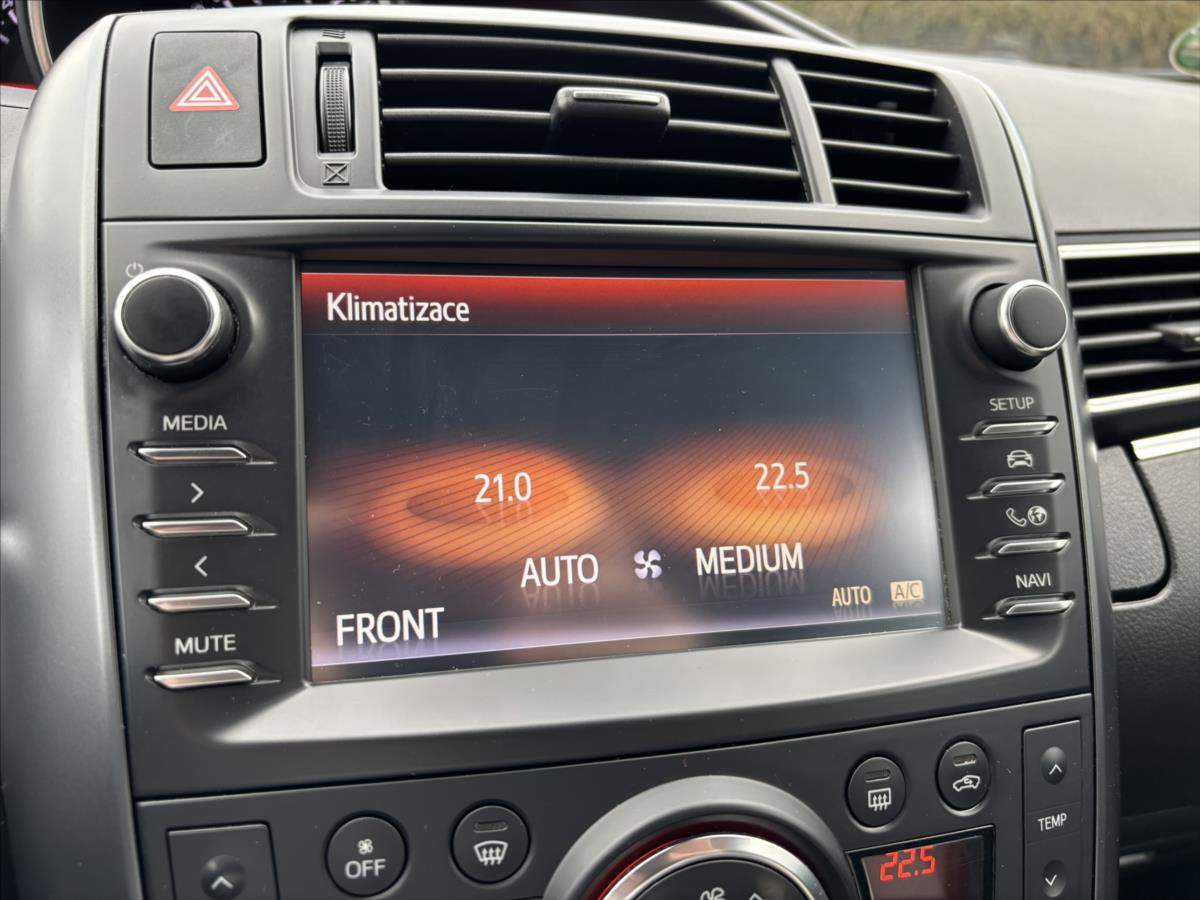 Klimatizace
MEDIA
SETUP
21.0 22.5
AUTO MEDIUM
AUTO A/C
FRONT
NAVI
MUTE
OFF
TEMP
22.5